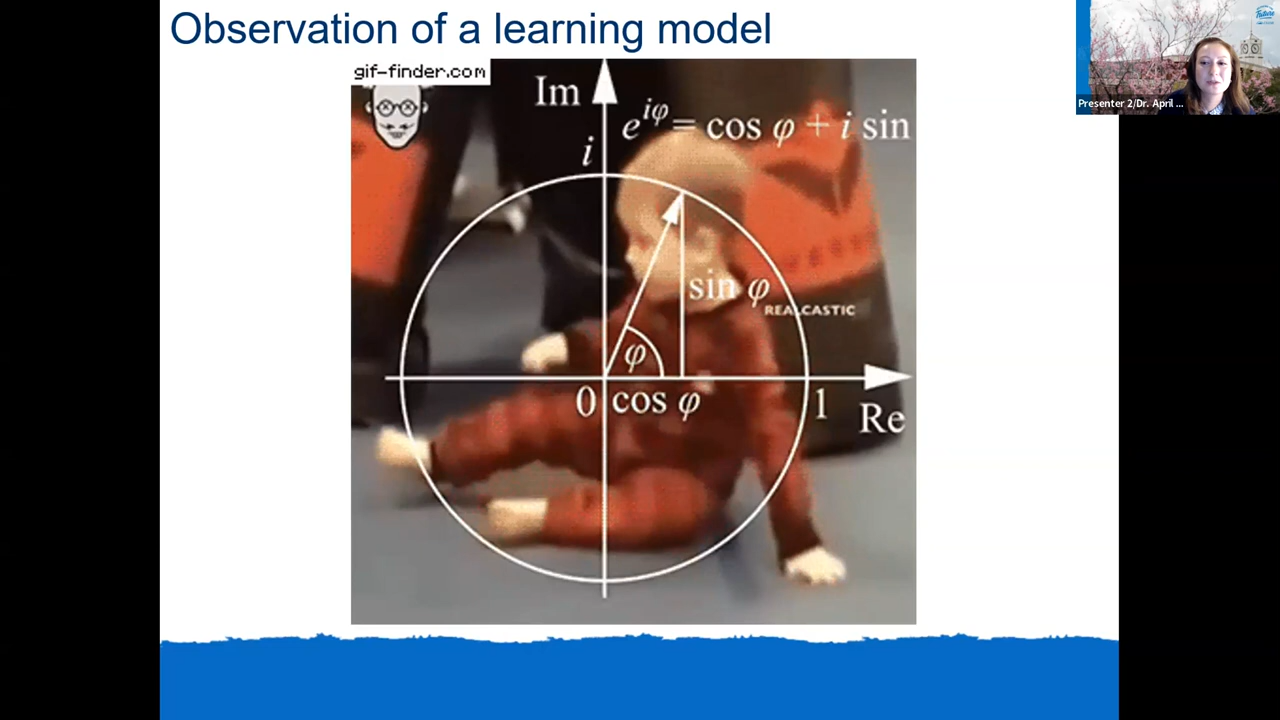 Observation of a learning model
gif-finder.com
Im
e^{iφ} = cos φ + i sin
i
sin φ
REALCASTIC
φ
0
cos φ
1
Re
Presenter 2/Dr. April ...